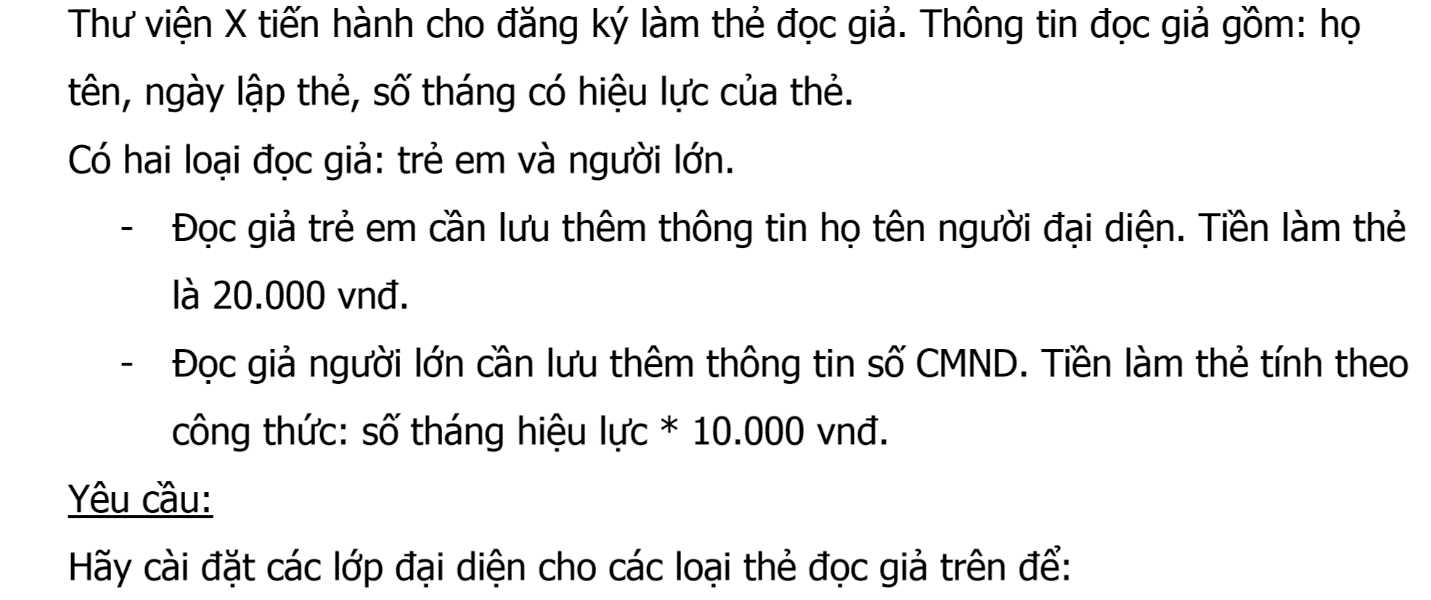 Thư viện X tiến hành cho đăng ký làm thẻ đọc giả. Thông tin đọc giả gồm: họ
tên, ngày lập thẻ, số tháng có hiệu lực của thẻ.
Có hai loại đọc giả: trẻ em và người lớn.
- Đọc giả trẻ em cần lưu thêm thông tin họ tên người đại diện. Tiền làm thẻ
là 20.000 vnđ.
- Đọc giả người lớn cần lưu thêm thông tin số CMND. Tiền làm thẻ tính theo
công thức: số tháng hiệu lực * 10.000 vnđ.
Yêu cầu:
Hãy cài đặt các lớp đại diện cho các loại thẻ đọc giả trên để: